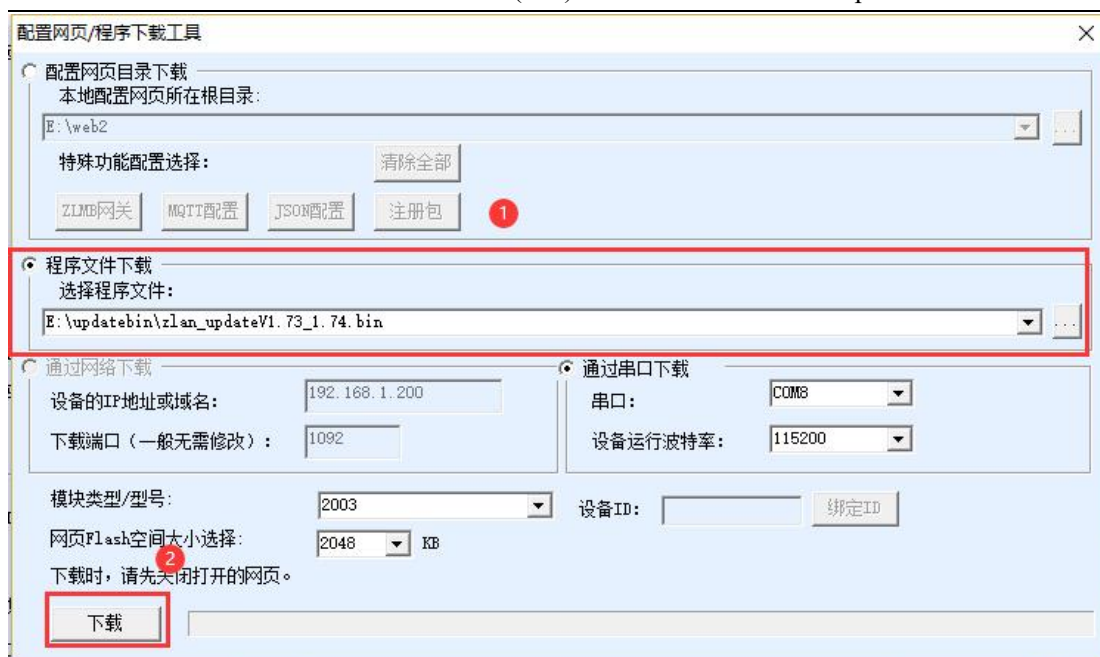 配置网页/程序下载工具
配置网页目录下载
本地配置网页所在根目录:
E:\web2
...
特殊功能配置选择:
清除全部
ZLMB网关 MQTT配置 JSON配置 注册包 1
程序文件下载
选择程序文件:
E:\updatebin\zlan_updateV1.73_1.74.bin
...
通过网络下载
设备的IP地址或域名: 192.168.1.200
下载端口（一般无需修改）: 1092
通过串口下载
串口: COM8
设备运行波特率: 115200
模块类型/型号: 2003
设备ID: 绑定ID
网页Flash空间大小选择: 2048 KB
2
下载时，请先关闭打开的网页。
下载